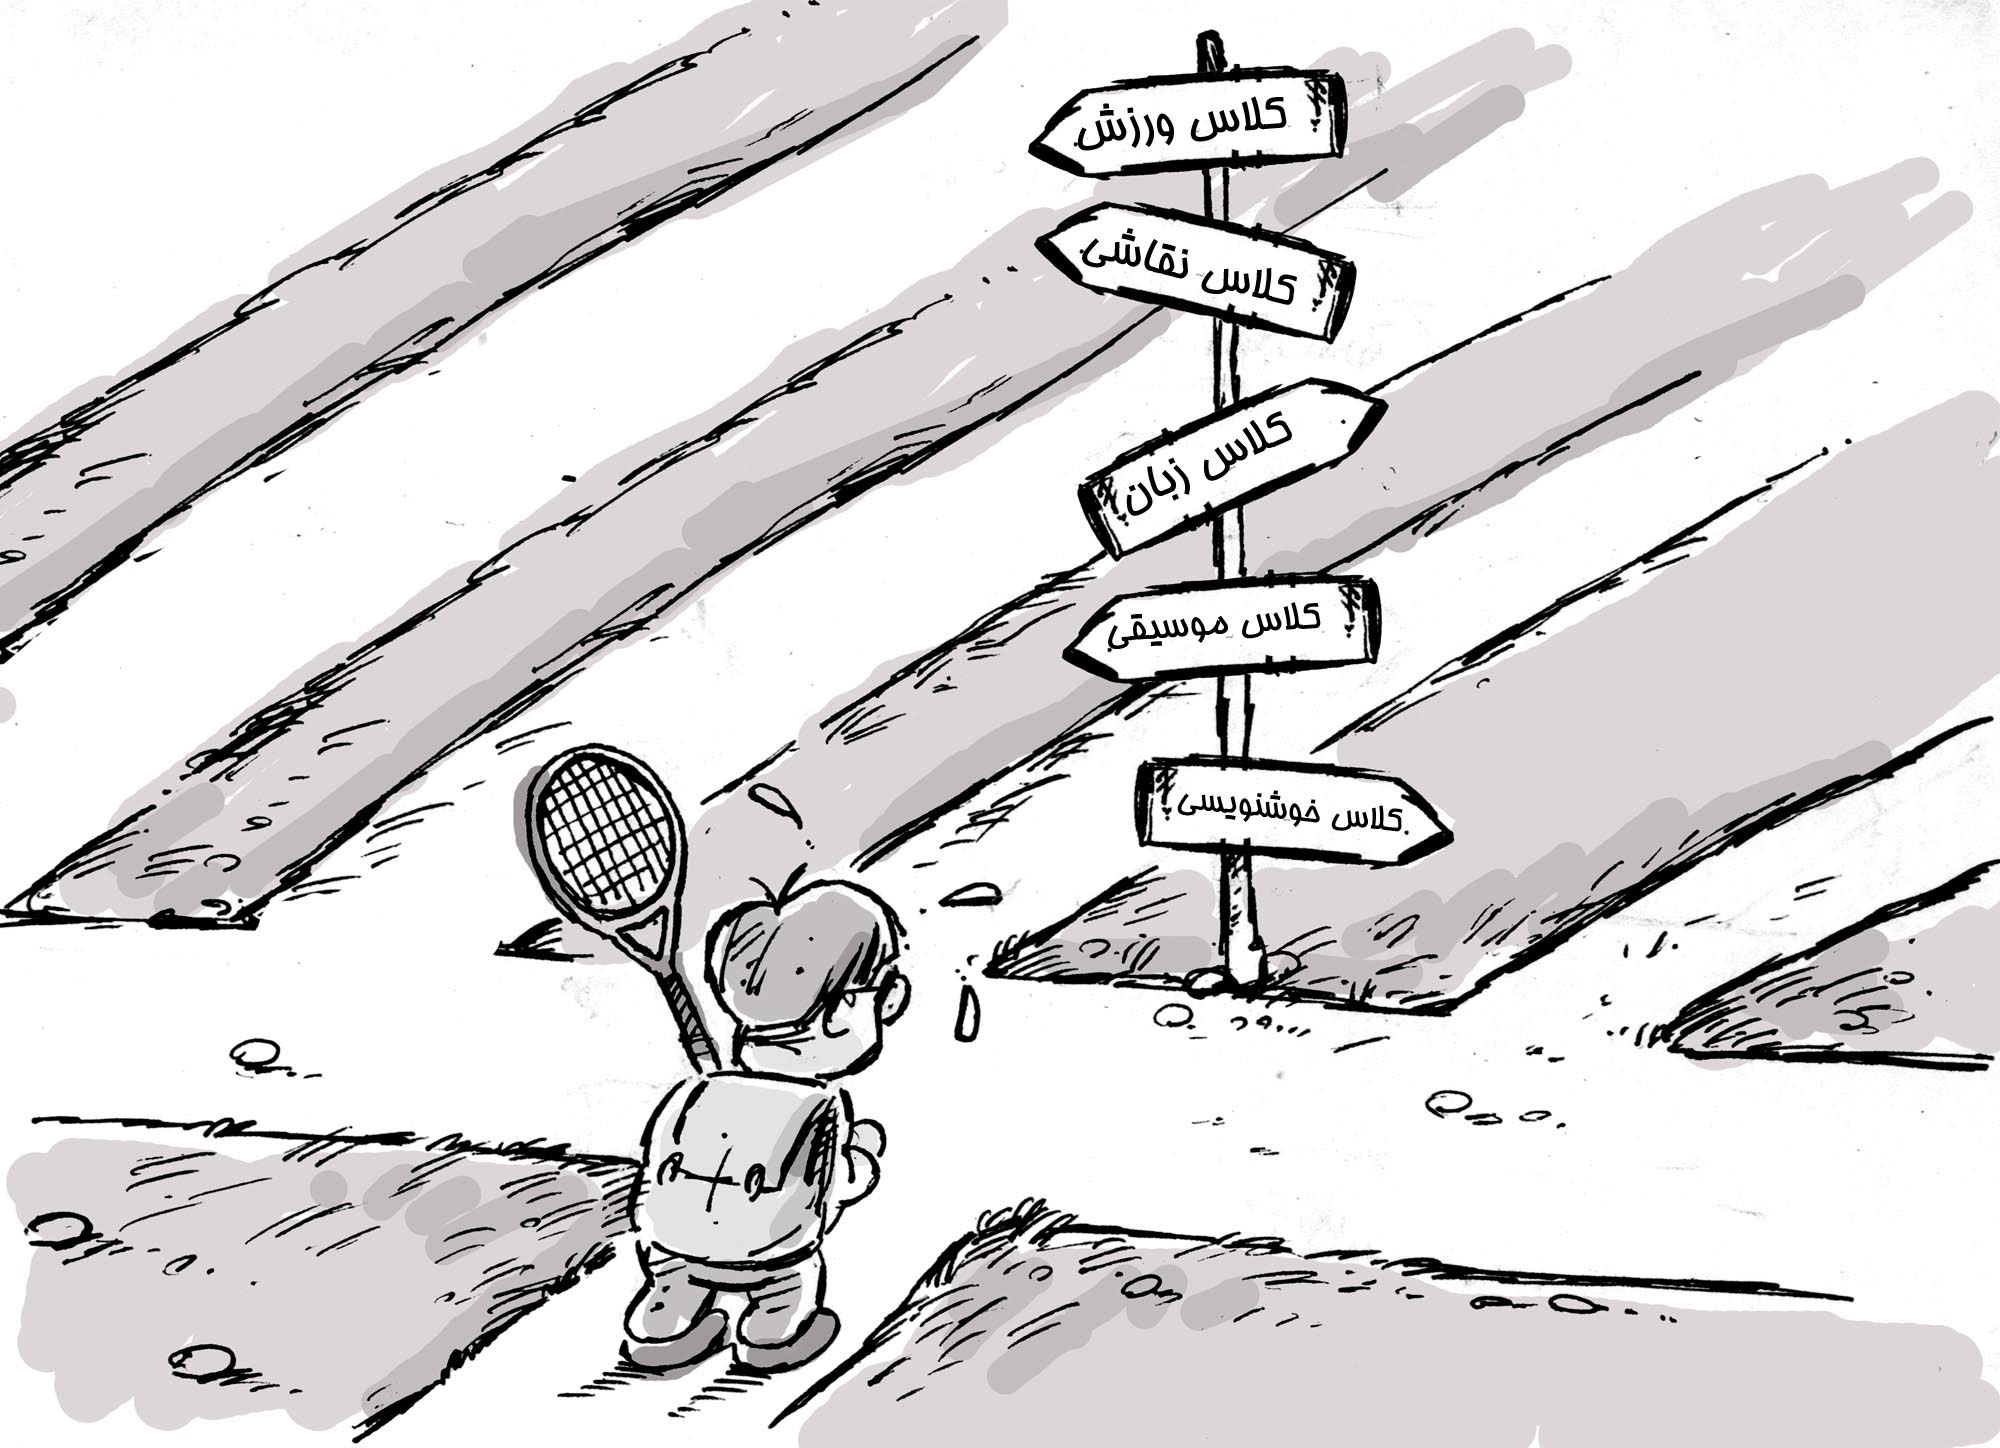 کلاس ورزش
کلاس نقاشی
کلاس زبان
کلاس موسیقی
کلاس خوشنویسی